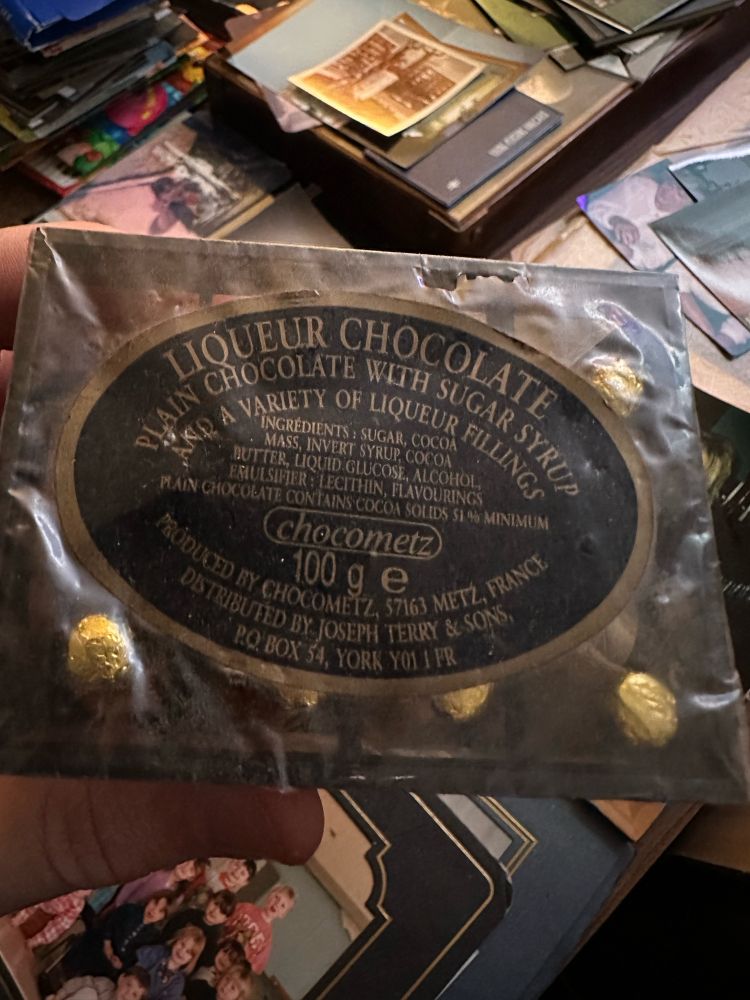 LIQUEUR CHOCOLATE
PLAIN CHOCOLATE WITH SUGAR SYRUP
AND A VARIETY OF LIQUEUR FILLINGS
INGRÉDIENTS : SUGAR, COCOA
MASS, INVERT SYRUP, COCOA
BUTTER, LIQUID GLUCOSE, ALCOHOL,
EMULSIFIER : LECITHIN, FLAVOURINGS
PLAIN CHOCOLATE CONTAINS COCOA SOLIDS 51 % MINIMUM
chocometz
100 g e
PRODUCED BY CHOCOMETZ, 57163 METZ, FRANCE
DISTRIBUTED BY JOSEPH TERRY & SONS,
P.O. BOX 54, YORK Y01 1 FR